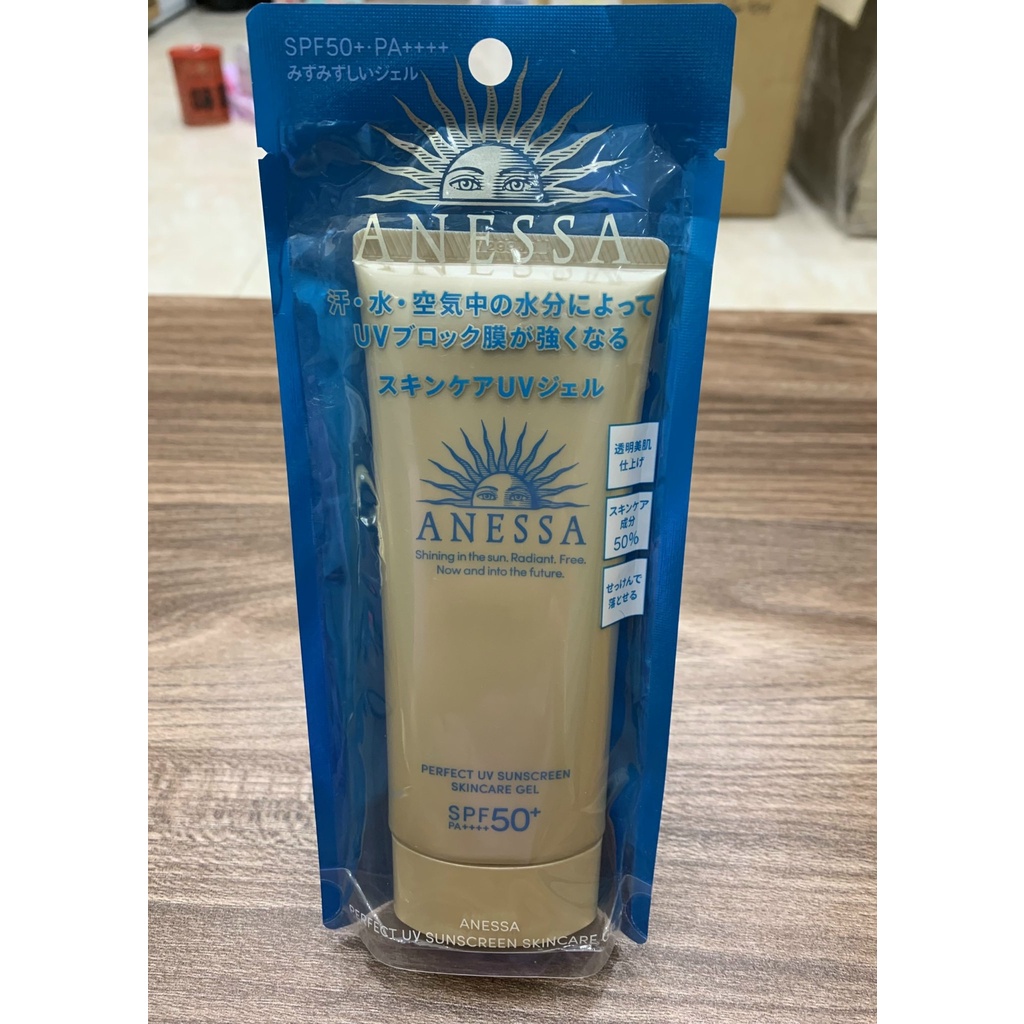 SPF50+・PA++++
みずみずしいジェル
ANESSA
汗・水・空気中の水分によって
UVブロック膜が強くなる
スキンケアUVジェル
透明美肌
仕上げ
スキンケア
成分
50%
せっけんで
落とせる
ANESSA
Shining in the sun. Radiant. Free.
Now and into the future.
PERFECT UV SUNSCREEN
SKINCARE GEL
SPF50+
PA++++
ANESSA
PERFECT UV SUNSCREEN SKINCARE